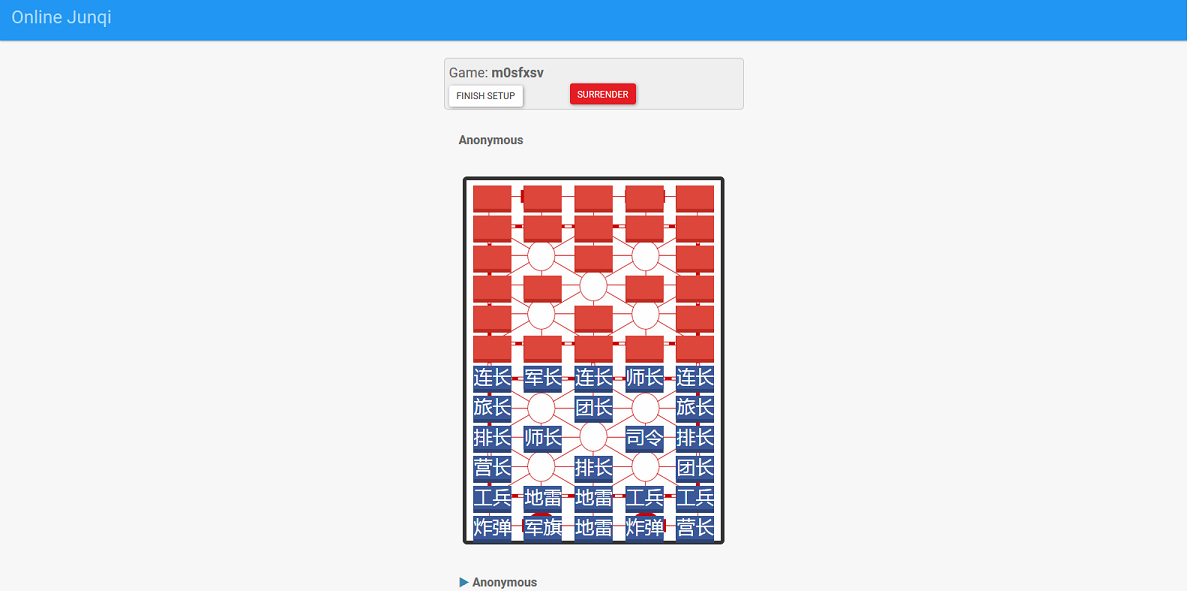 Online Junqi
Game: m0sfxsv
FINISH SETUP SURRENDER
Anonymous
连长 军长 连长 师长 连长
旅长 团长 旅长
排长 师长 司令 排长
营长 排长 团长
工兵 地雷 地雷 工兵 工兵
炸弹 军旗 地雷 炸弹 营长
Anonymous